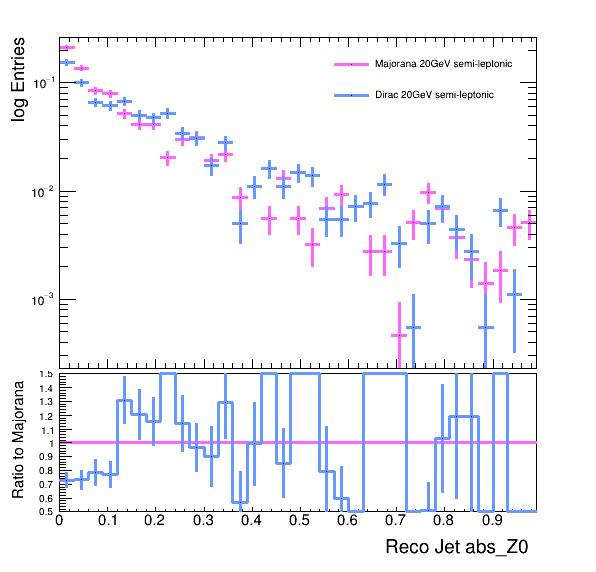 log Entries
10⁻¹
10⁻²
10⁻³
Majorana 20GeV semi-leptonic
Dirac 20GeV semi-leptonic
Ratio to Majorana
1.5
1.4
1.3
1.2
1.1
1
0.9
0.8
0.7
0.6
0.5
0 0.1 0.2 0.3 0.4 0.5 0.6 0.7 0.8 0.9
Reco Jet abs_Z0